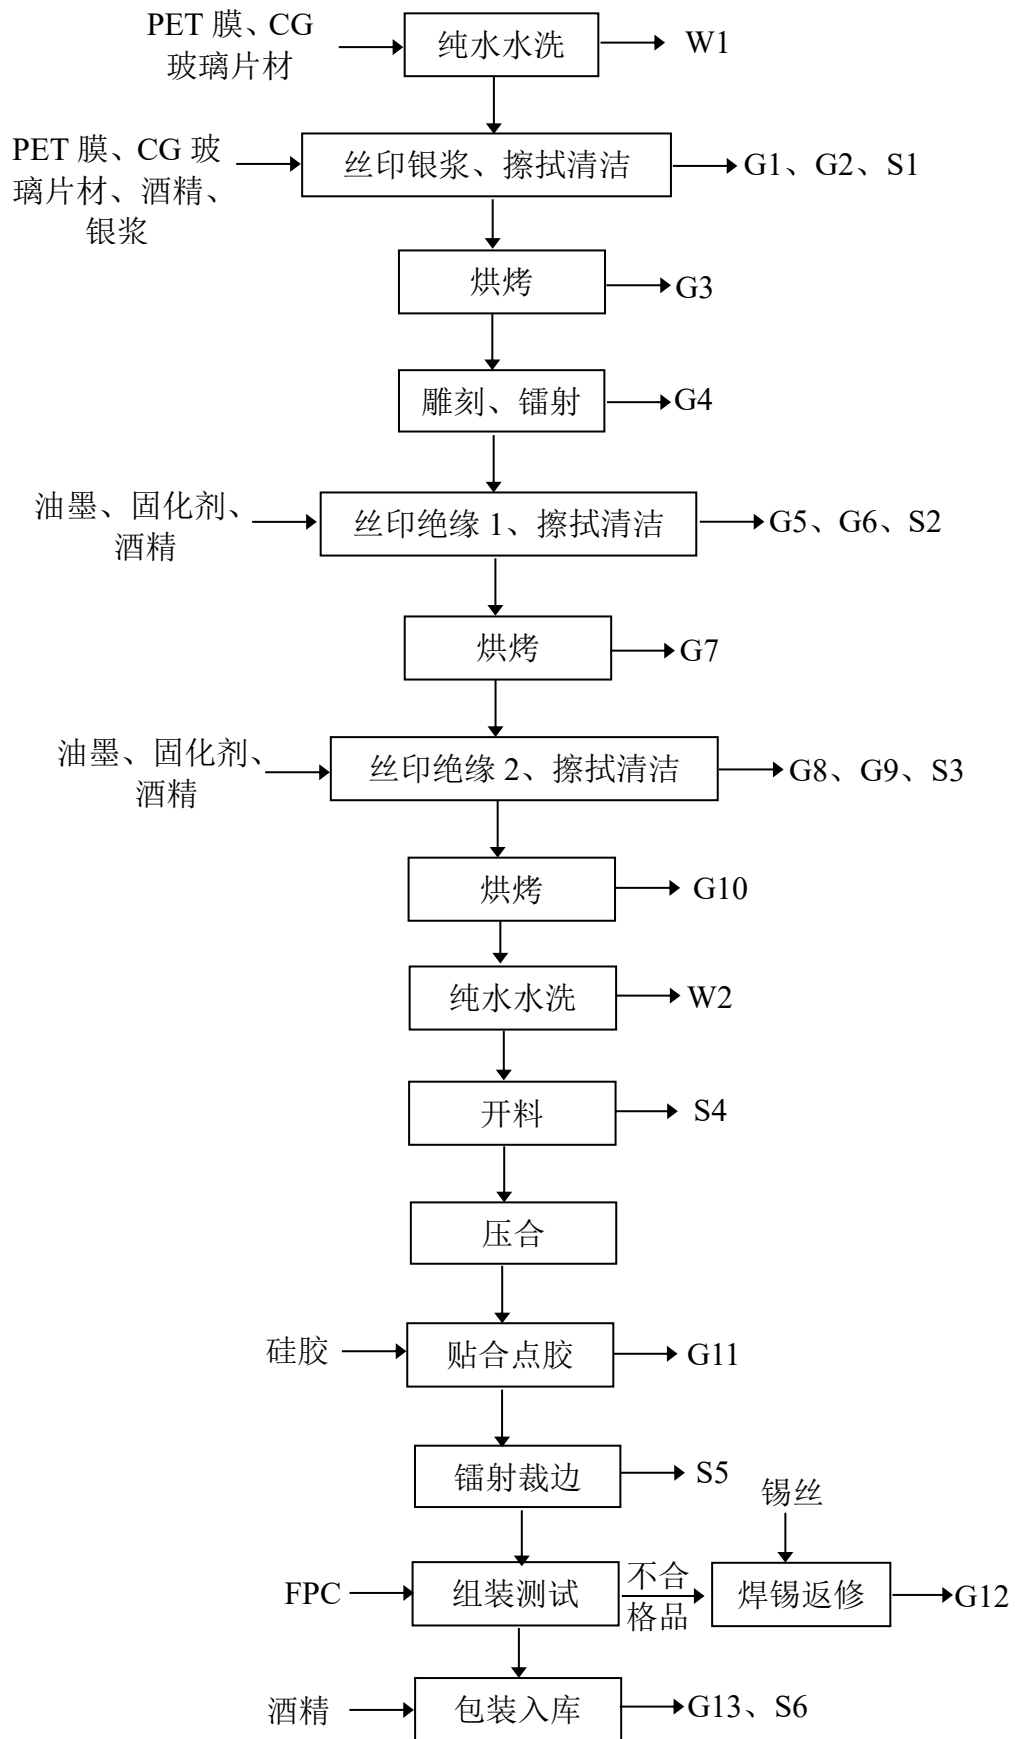 PET 膜、CG
玻璃片材
纯水水洗
W1
PET 膜、CG 玻
璃片材、酒精、
银浆
丝印银浆、擦拭清洁
G1、G2、S1
烘烤
G3
雕刻、镭射
G4
油墨、固化剂、
酒精
丝印绝缘 1、擦拭清洁
G5、G6、S2
烘烤
G7
油墨、固化剂、
酒精
丝印绝缘 2、擦拭清洁
G8、G9、S3
烘烤
G10
纯水水洗
W2
开料
S4
压合
硅胶
贴合点胶
G11
镭射裁边
S5
锡丝
FPC
组装测试
不合
格品
焊锡返修
G12
酒精
包装入库
G13、S6